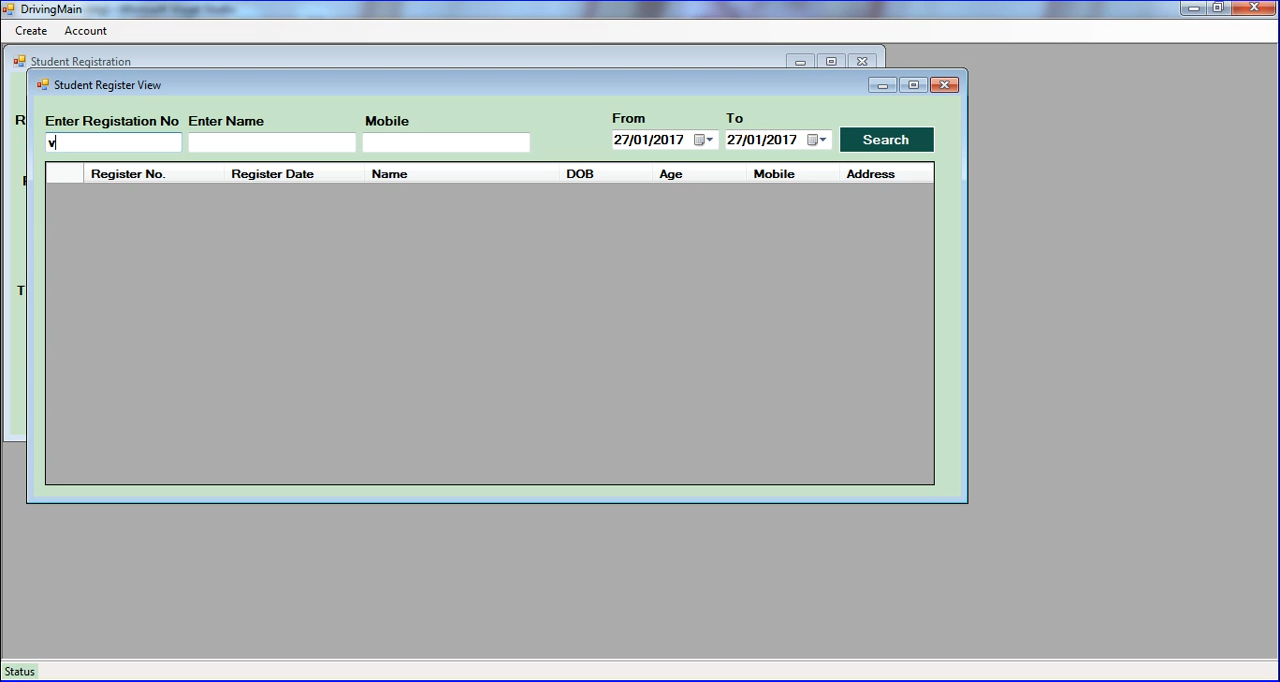 DrivingMain
Create Account
Student Registration
Student Register View
Enter Registation No Enter Name Mobile From To
v 27/01/2017 27/01/2017 Search
Register No. Register Date Name DOB Age Mobile Address
R
T
Status